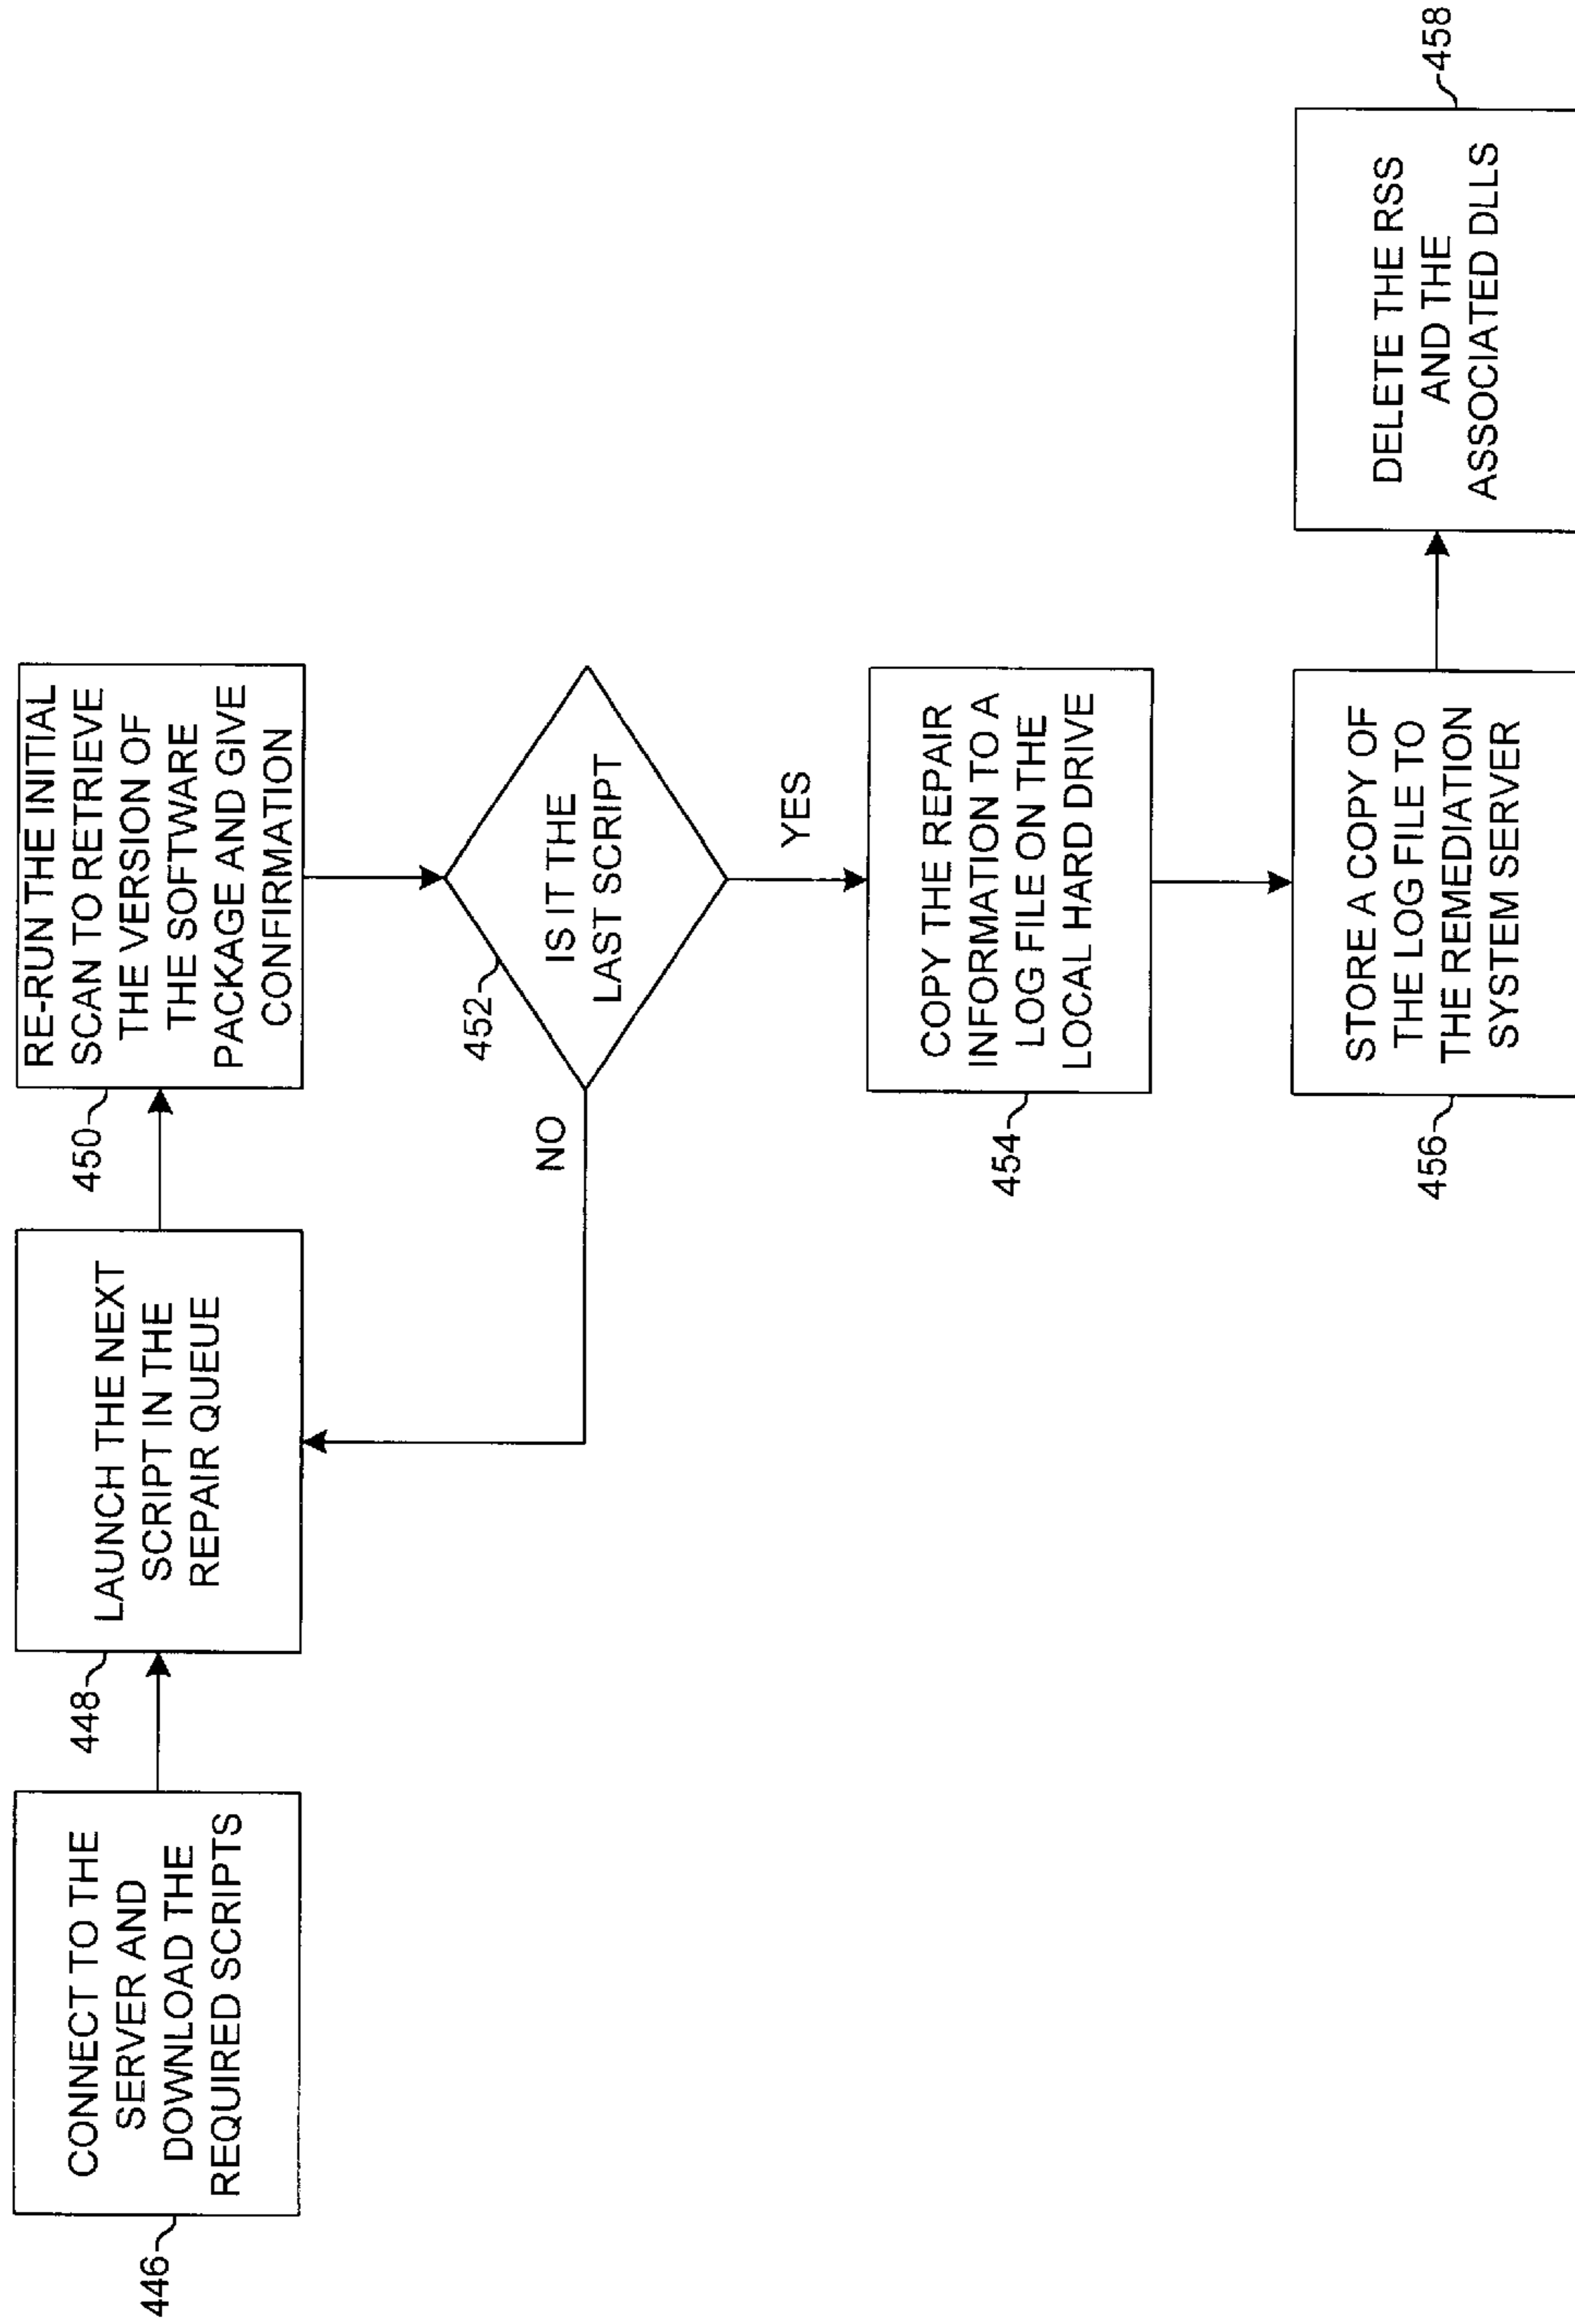 CONNECT TO THE
SERVER AND
DOWNLOAD THE
REQUIRED SCRIPTS
446
LAUNCH THE NEXT
SCRIPT IN THE
REPAIR QUEUE
448
RE-RUN THE INITIAL
SCAN TO RETRIEVE
THE VERSION OF
THE SOFTWARE
PACKAGE AND GIVE
CONFIRMATION
450
IS IT THE
LAST SCRIPT
452
NO
YES
COPY THE REPAIR
INFORMATION TO A
LOG FILE ON THE
LOCAL HARD DRIVE
454
STORE A COPY OF
THE LOG FILE TO
THE REMEDIATION
SYSTEM SERVER
456
DELETE THE RSS
AND THE
ASSOCIATED DLLS
458